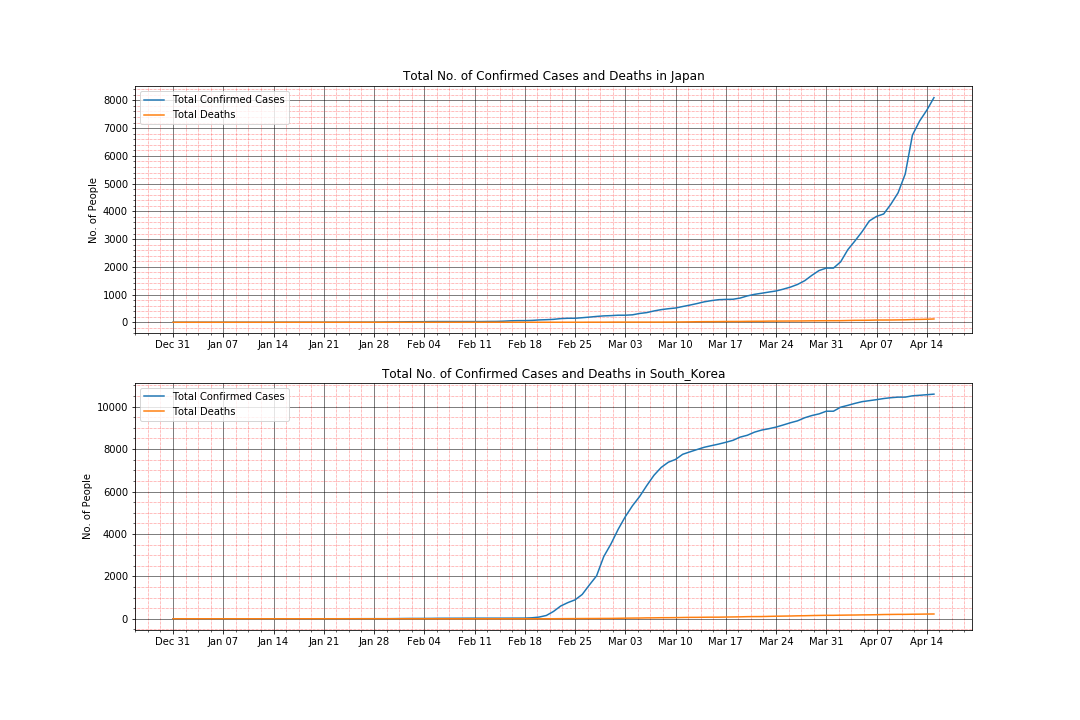 Total No. of Confirmed Cases and Deaths in Japan
Total Confirmed Cases
Total Deaths
No. of People
8000
7000
6000
5000
4000
3000
2000
1000
0
Dec 31 Jan 07 Jan 14 Jan 21 Jan 28 Feb 04 Feb 11 Feb 18 Feb 25 Mar 03 Mar 10 Mar 17 Mar 24 Mar 31 Apr 07 Apr 14
Total No. of Confirmed Cases and Deaths in South_Korea
Total Confirmed Cases
Total Deaths
No. of People
10000
8000
6000
4000
2000
0
Dec 31 Jan 07 Jan 14 Jan 21 Jan 28 Feb 04 Feb 11 Feb 18 Feb 25 Mar 03 Mar 10 Mar 17 Mar 24 Mar 31 Apr 07 Apr 14